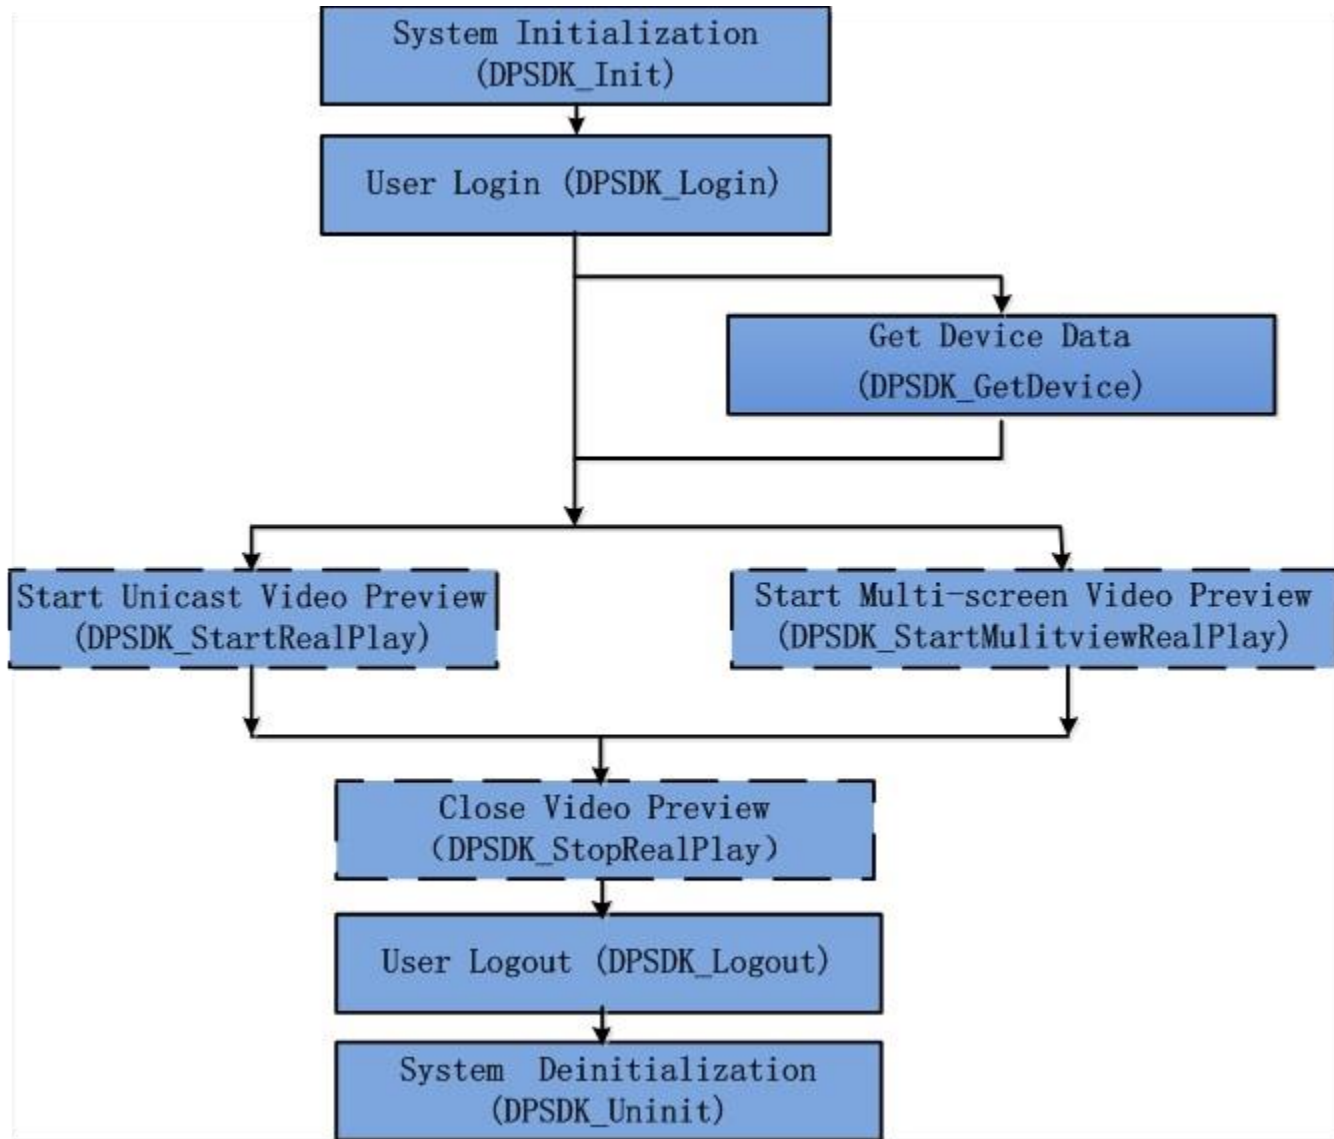 System Initialization
(DPSDK_Init)
User Login (DPSDK_Login)
Get Device Data
(DPSDK_GetDevice)
Start Unicast Video Preview
(DPSDK_StartRealPlay)
Start Multi-screen Video Preview
(DPSDK_StartMulitviewRealPlay)
Close Video Preview
（DPSDK_StopRealPlay）
User Logout (DPSDK_Logout)
System Deinitialization
(DPSDK_Uninit)